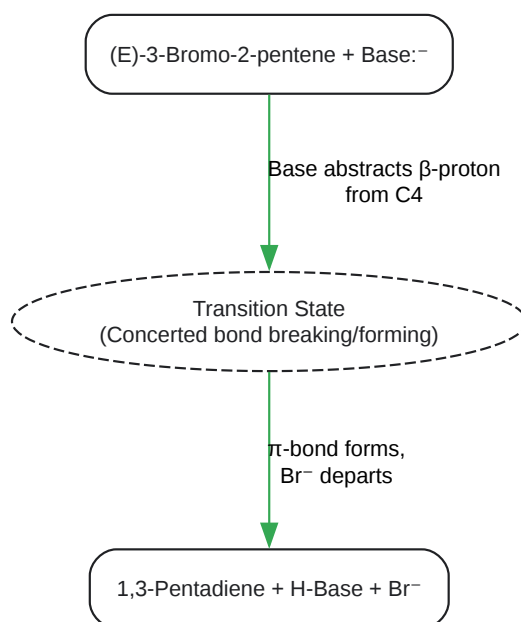 (E)-3-Bromo-2-pentene + Base:⁻
Base abstracts β-proton
from C4
Transition State
(Concerted bond breaking/forming)
π-bond forms,
Br⁻ departs
1,3-Pentadiene + H-Base + Br⁻